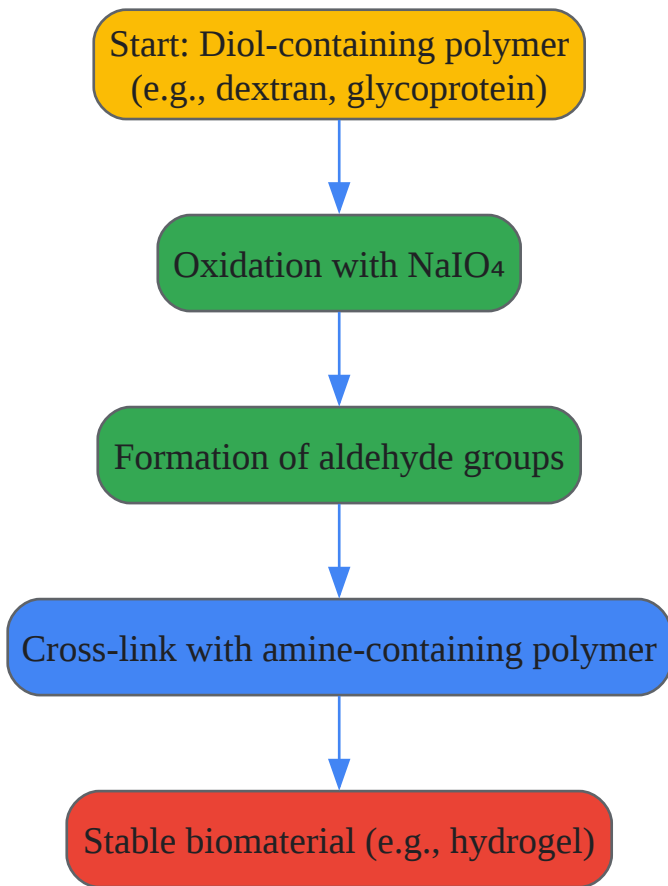 Start: Diol-containing polymer
(e.g., dextran, glycoprotein)
Oxidation with NaIO₄
Formation of aldehyde groups
Cross-link with amine-containing polymer
Stable biomaterial (e.g., hydrogel)